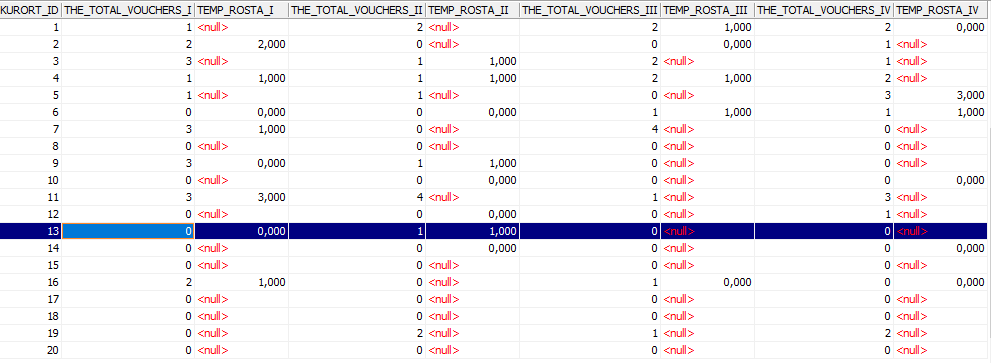 KURORT_ID THE_TOTAL_VOUCHERS_I TEMP_ROSTA_I THE_TOTAL_VOUCHERS_II TEMP_ROSTA_II THE_TOTAL_VOUCHERS_III TEMP_ROSTA_III THE_TOTAL_VOUCHERS_IV TEMP_ROSTA_IV
1 1 <null> 2 <null> 2 1,000 2 0,000
2 2 2,000 0 <null> 0 0,000 1 <null>
3 3 <null> 1 1,000 2 <null> 1 <null>
4 1 1,000 1 1,000 2 1,000 2 <null>
5 1 <null> 1 <null> 0 <null> 3 3,000
6 0 0,000 0 0,000 1 1,000 1 1,000
7 3 1,000 0 <null> 4 <null> 0 <null>
8 0 <null> 0 <null> 0 <null> 0 <null>
9 3 0,000 1 1,000 0 <null> 0 <null>
10 0 <null> 0 0,000 0 <null> 0 0,000
11 3 3,000 4 <null> 1 <null> 3 <null>
12 0 <null> 0 0,000 0 <null> 1 <null>
13 0 0,000 1 1,000 0 <null> 0 <null>
14 0 <null> 0 0,000 0 <null> 0 0,000
15 0 <null> 0 <null> 0 <null> 0 <null>
16 2 1,000 0 <null> 1 0,000 0 0,000
17 0 <null> 0 <null> 0 <null> 0 <null>
18 0 <null> 0 <null> 0 <null> 0 <null>
19 0 <null> 2 <null> 1 <null> 2 <null>
20 0 <null> 0 <null> 0 <null> 0 <null>